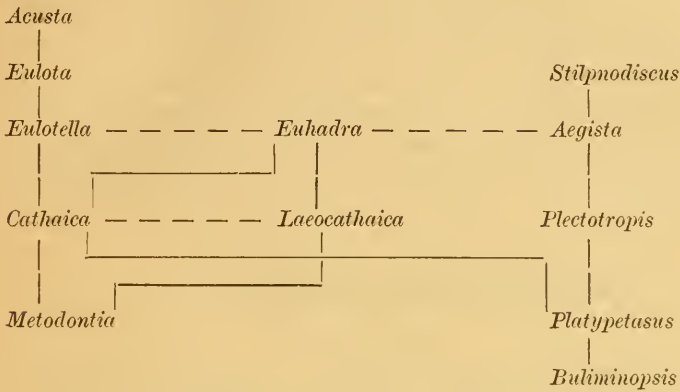 Acusta
Eulota Stilpnodiscus
Eulotella Euhadra Aegista
Cathaica Laeocathaica Plectotropis
Metodontia Platypetasus
Buliminopsis